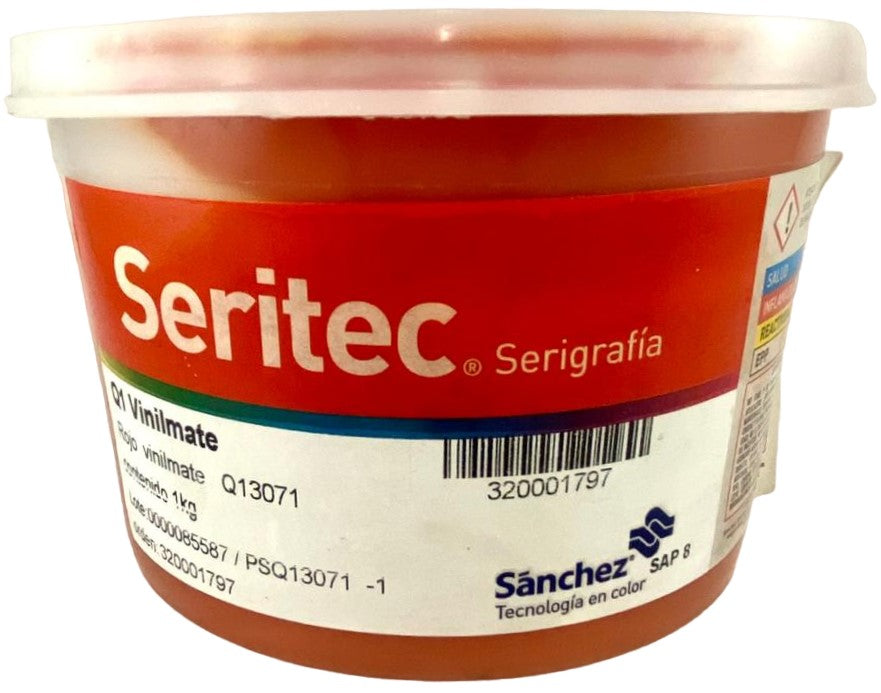 Seritec® Serigrafía
Q1 Vinilmate
Rojo vinilmate Q13071
contenido 1kg
Lote:0000085587 / PSQ13071 -1
orden:320001797
320001797
Sánchez
SAP 8
Tecnología en color
SALUD
EPP